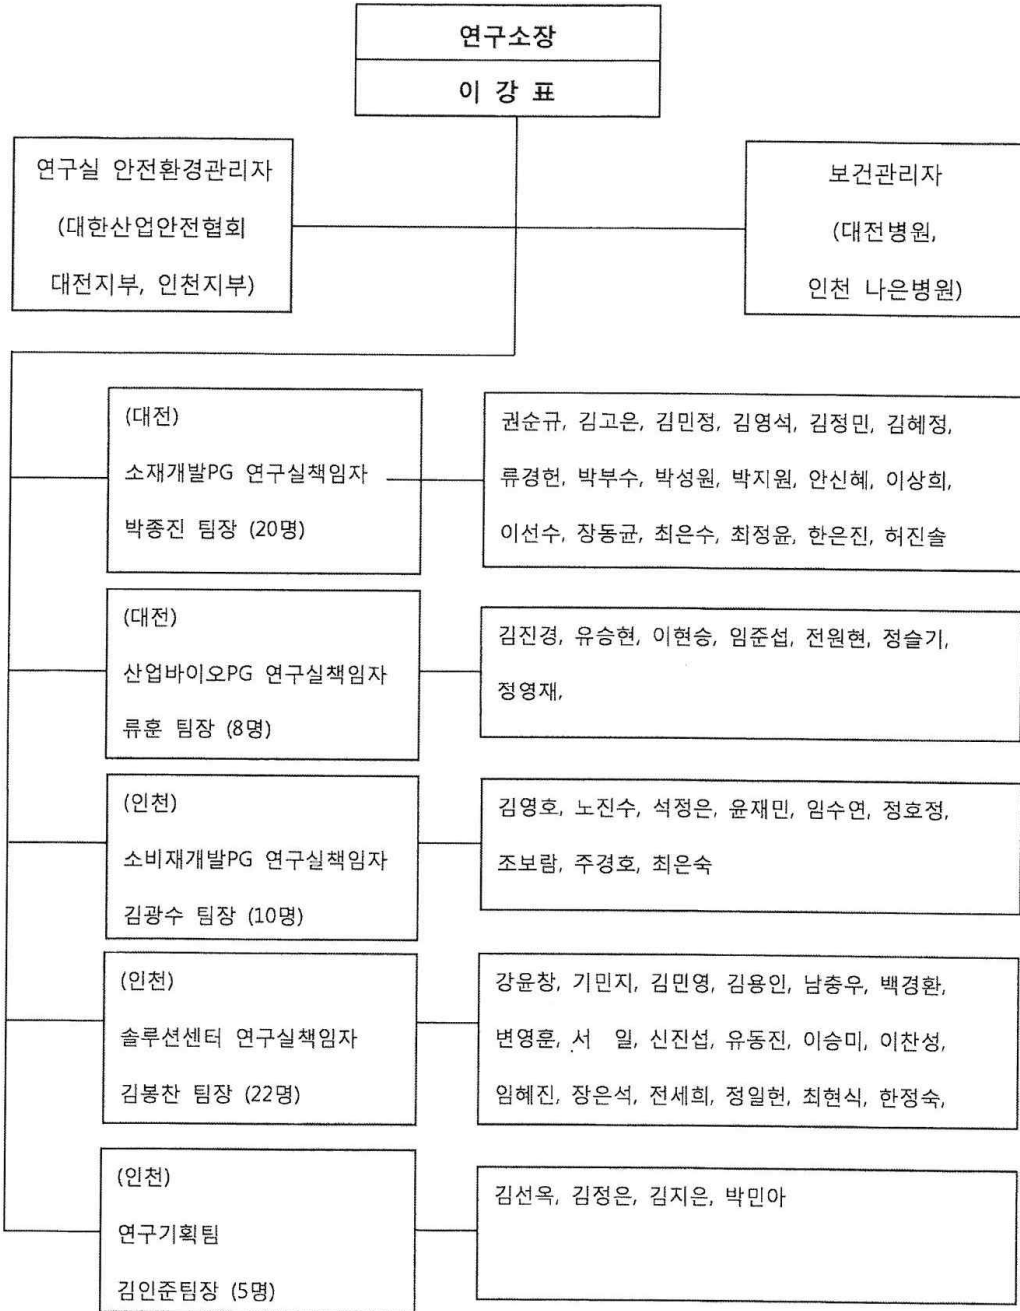 연구소장
이 강 표
연구실 안전환경관리자
(대한산업안전협회
대전지부, 인천지부)
보건관리자
(대전병원,
인천 나은병원)
(대전)
소재개발PG 연구실책임자
박종진 팀장 (20명)
권순규, 김고은, 김민정, 김영석, 김정민, 김혜정,
류경헌, 박부수, 박성원, 박지원, 안신혜, 이상희,
이선수, 장동균, 최은수, 최정윤, 한은진, 허진솔
(대전)
산업바이오PG 연구실책임자
류훈 팀장 (8명)
김진경, 유승현, 이현승, 임준섭, 전원현, 정슬기,
정영재,
(인천)
소비재개발PG 연구실책임자
김광수 팀장 (10명)
김영호, 노진수, 석정은, 윤재민, 임수연, 정호정,
조보람, 주경호, 최은숙
(인천)
솔루션센터 연구실책임자
김봉찬 팀장 (22명)
강윤창, 기민지, 김민영, 김용인, 남충우, 백경환,
변영훈, 서 일, 신진섭, 유동진, 이승미, 이찬성,
임혜진, 장은석, 전세희, 정일헌, 최현식, 한정숙,
(인천)
연구기획팀
김인준팀장 (5명)
김선옥, 김정은, 김지은, 박민아